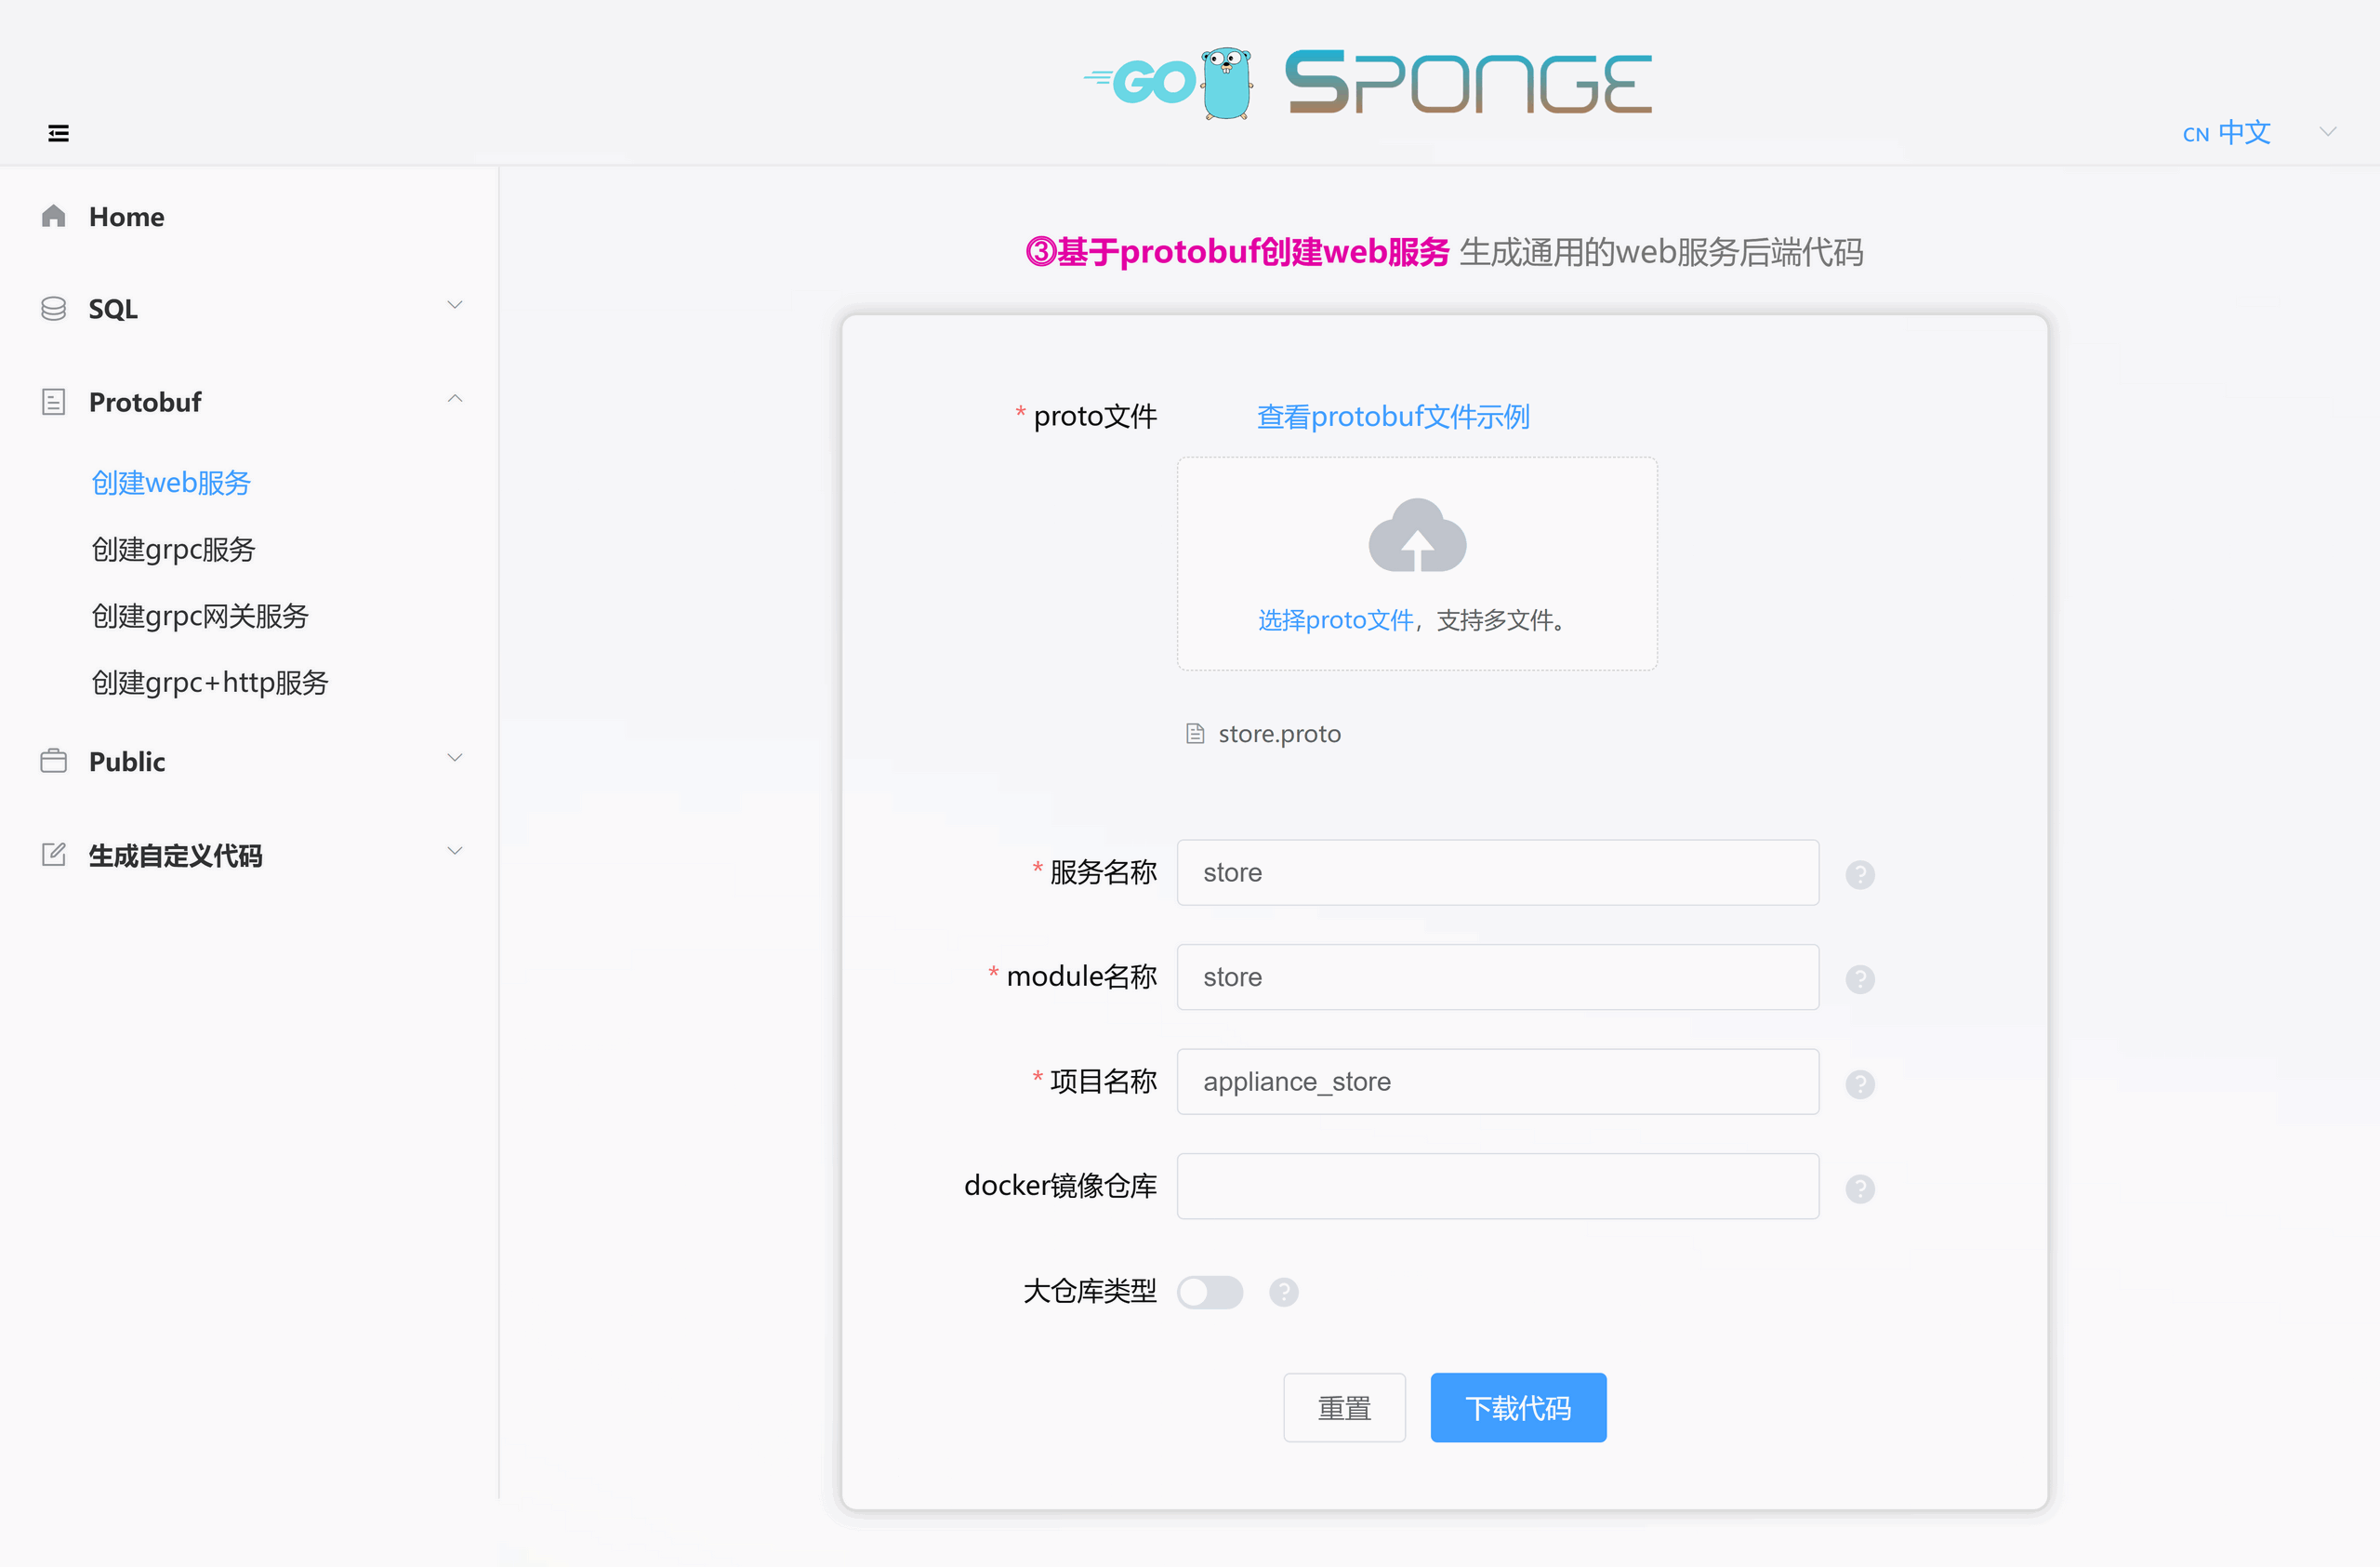 GO SPONGE
CN 中文
Home
SQL
Protobuf
创建web服务
创建grpc服务
创建grpc网关服务
创建grpc+http服务
Public
生成自定义代码
③基于protobuf创建web服务 生成通用的web服务后端代码
* proto文件 查看protobuf文件示例
选择proto文件，支持多文件。
store.proto
* 服务名称 store ?
* module名称 store ?
* 项目名称 appliance_store ?
docker镜像仓库 ?
大仓库类型 ?
重置 下载代码